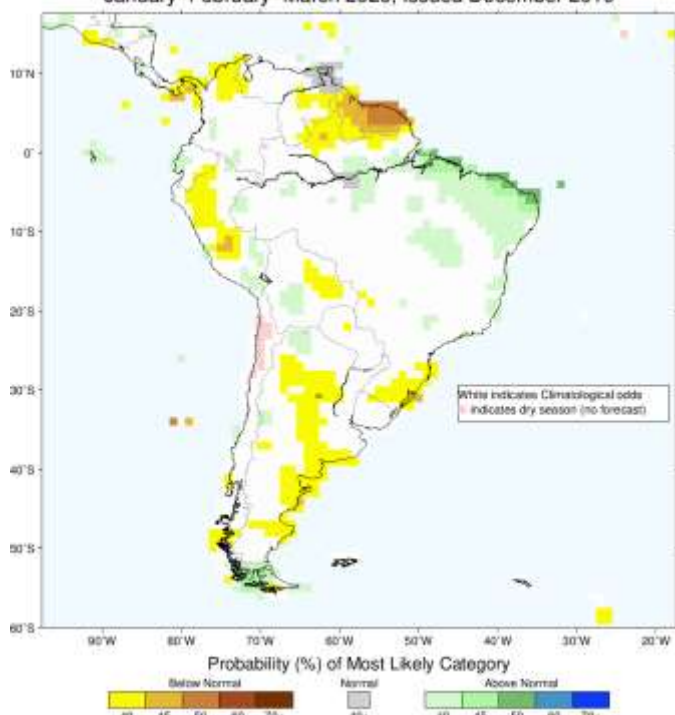 10°N
0°
10°S
20°S
30°S
40°S
50°S
60°S
White indicates Climatological odds
indicates dry season (no forecast)
90°W 80°W 70°W 60°W 50°W 40°W 30°W 20°W
Probability (%) of Most Likely Category
Below Normal Normal Above Normal